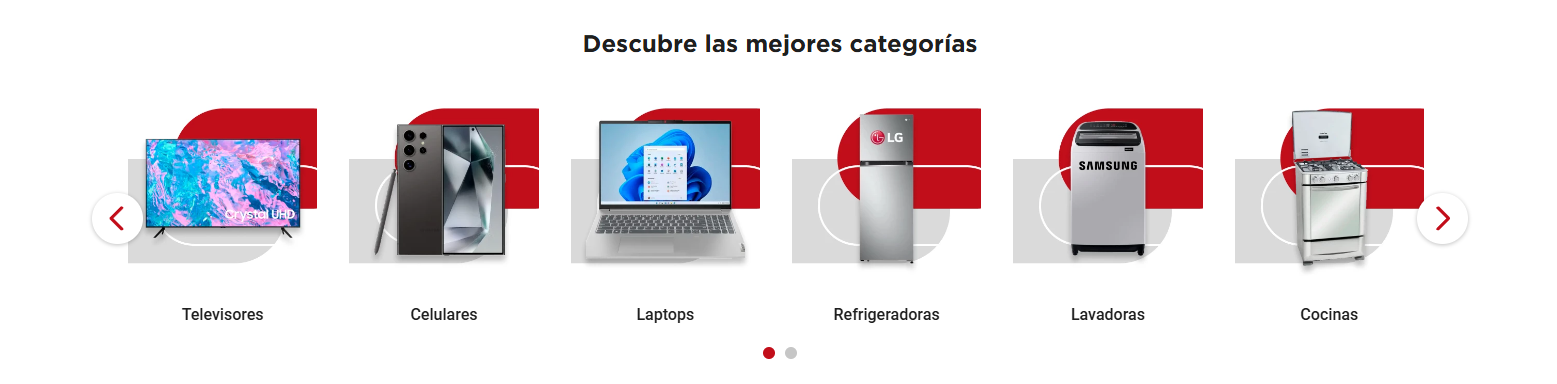 Descubre las mejores categorías
Crystal UHD
LG
SAMSUNG
Televisores
Celulares
Laptops
Refrigeradoras
Lavadoras
Cocinas